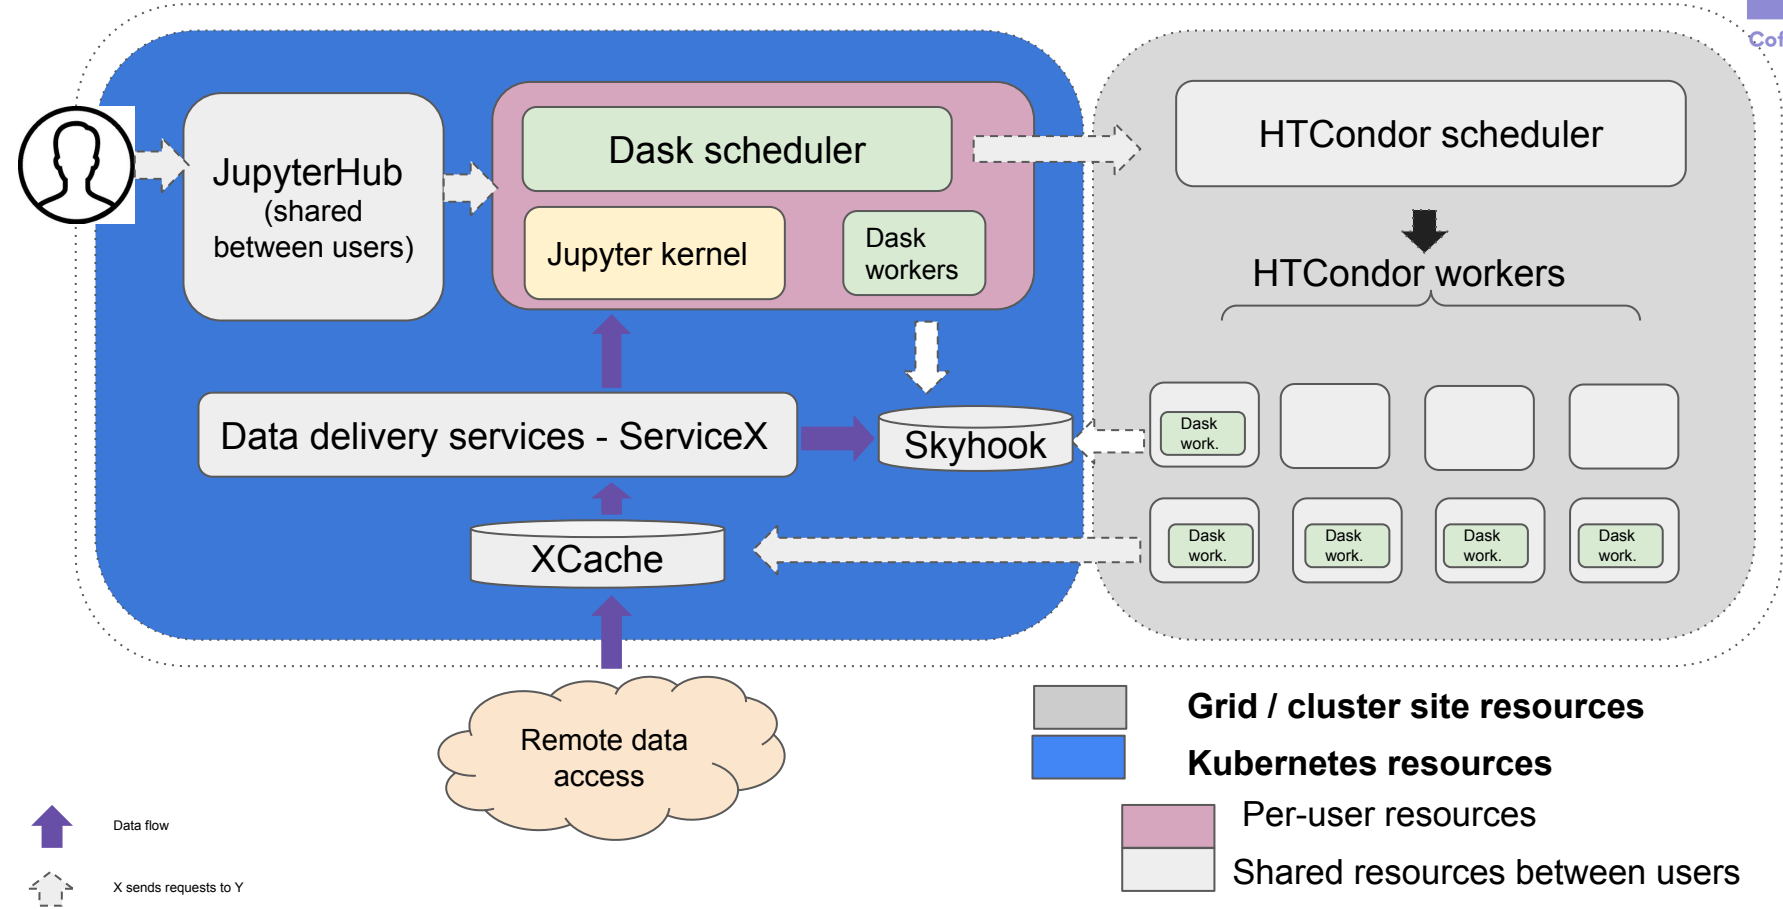 Cof
JupyterHub
(shared
between users)
Dask scheduler
Jupyter kernel
Dask
workers
HTCondor scheduler
HTCondor workers
Data delivery services - ServiceX
Skyhook
XCache
Dask
work.
Dask
work.
Dask
work.
Dask
work.
Dask
work.
Remote data
access
Grid / cluster site resources
Kubernetes resources
Per-user resources
Shared resources between users
Data flow
X sends requests to Y